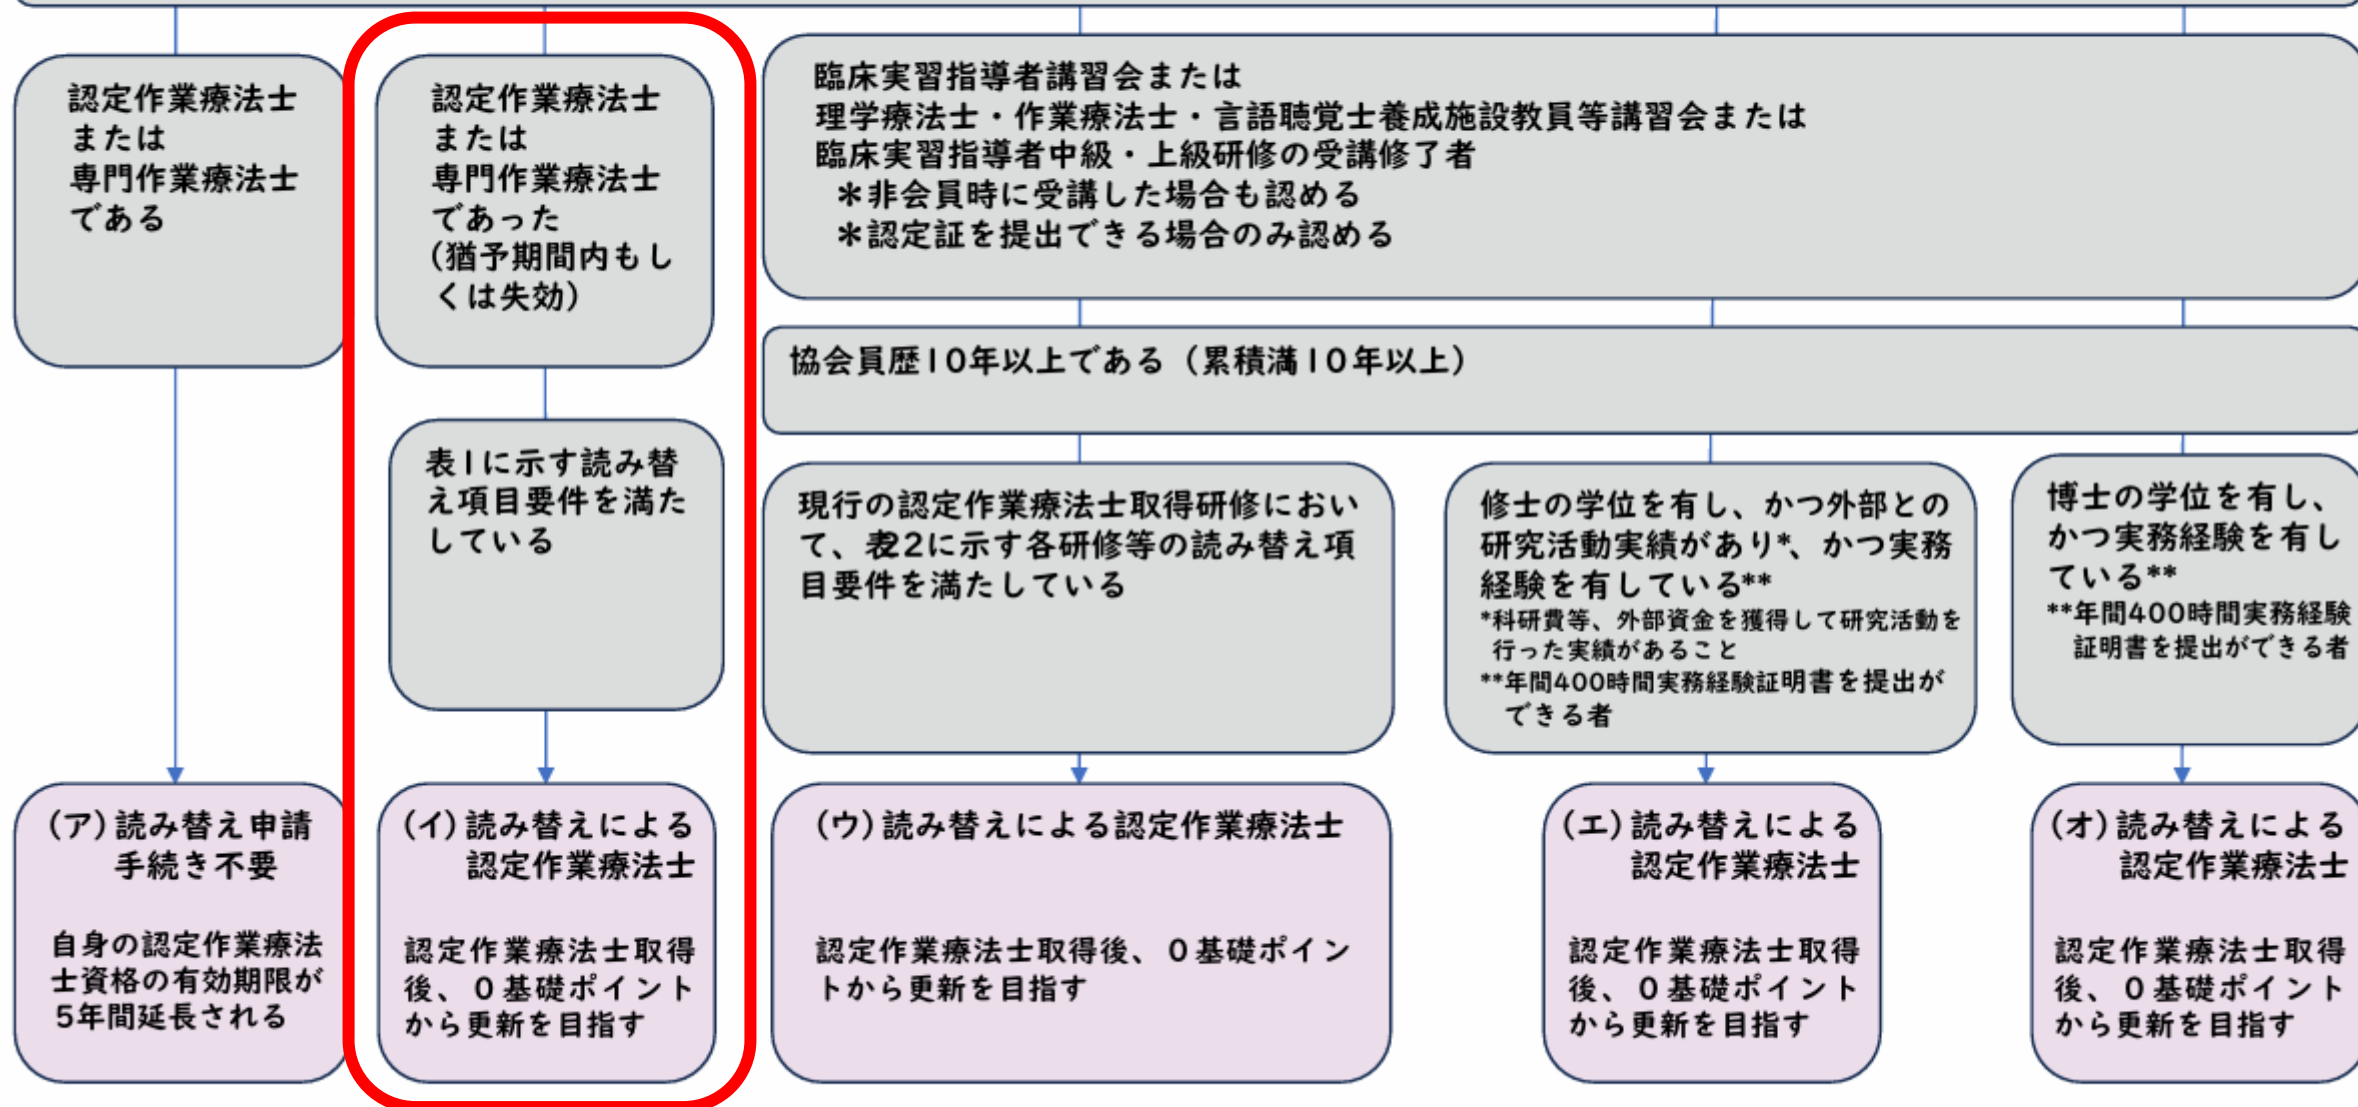 認定作業療法士
または
専門作業療法士
である
認定作業療法士
または
専門作業療法士
であった
(猶予期間内もし
くは失効)
臨床実習指導者講習会または
理学療法士・作業療法士・言語聴覚士養成施設教員等講習会または
臨床実習指導者中級・上級研修の受講修了者
＊非会員時に受講した場合も認める
＊認定証を提出できる場合のみ認める
協会員歴10年以上である（累積満10年以上）
表1に示す読み替
え項目要件を満た
している
現行の認定作業療法士取得研修におい
て、表22に示す各研修等の読み替え項
目要件を満たしている
修士の学位を有し、かつ外部との
研究活動実績があり*、かつ実務
経験を有している**
*科研費等、外部資金を獲得して研究活動を
行った実績があること
**年間400時間実務経験証明書を提出が
できる者
博士の学位を有し、
かつ実務経験を有し
ている**
**年間400時間実務経験
証明書を提出ができる者
(ア)読み替え申請
手続き不要
自身の認定作業療法
士資格の有効期限が
5年間延長される
(イ)読み替えによる
認定作業療法士
認定作業療法士取得
後、0基礎ポイント
から更新を目指す
(ウ)読み替えによる認定作業療法士
認定作業療法士取得後、0基礎ポイン
トから更新を目指す
(エ)読み替えによる
認定作業療法士
認定作業療法士取得
後、0基礎ポイント
から更新を目指す
(オ)読み替えによる
認定作業療法士
認定作業療法士取得
後、0基礎ポイント
から更新を目指す